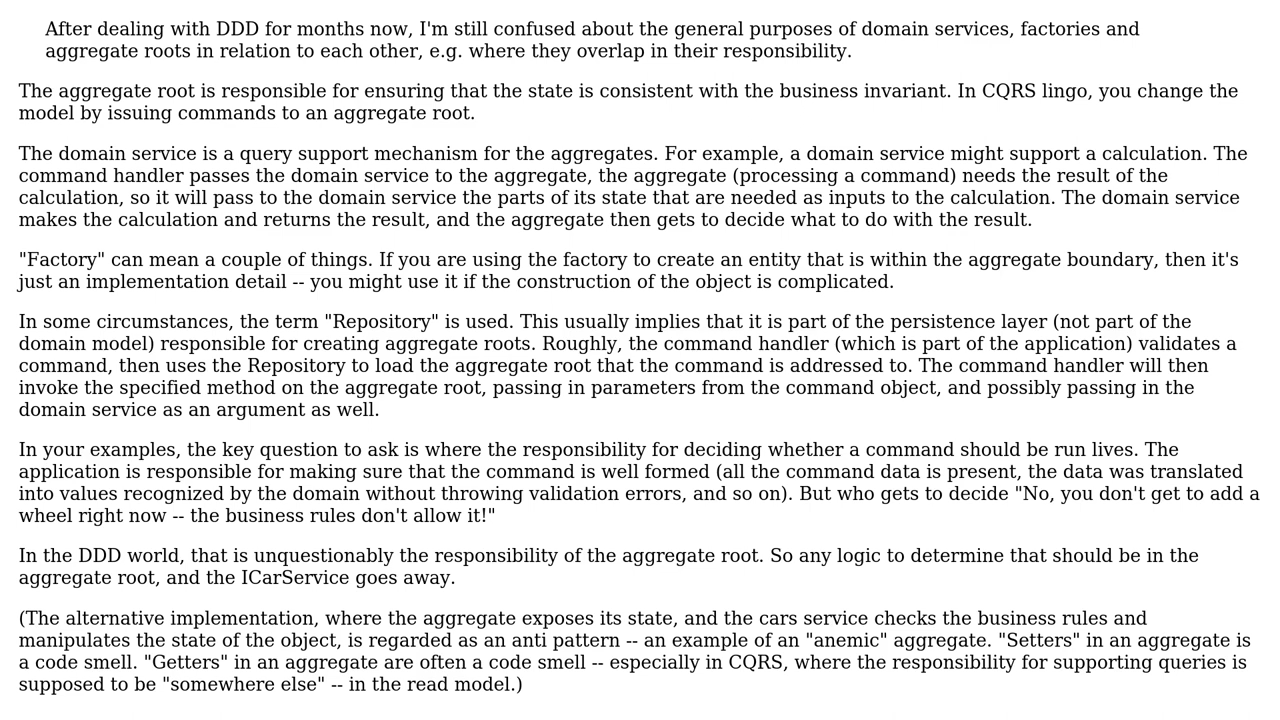 After dealing with DDD for months now, I'm still confused about the general purposes of domain services, factories and
aggregate roots in relation to each other, e.g. where they overlap in their responsibility.
The aggregate root is responsible for ensuring that the state is consistent with the business invariant. In CQRS lingo, you change the
model by issuing commands to an aggregate root.
The domain service is a query support mechanism for the aggregates. For example, a domain service might support a calculation. The
command handler passes the domain service to the aggregate, the aggregate (processing a command) needs the result of the
calculation, so it will pass to the domain service the parts of its state that are needed as inputs to the calculation. The domain service
makes the calculation and returns the result, and the aggregate then gets to decide what to do with the result.
"Factory" can mean a couple of things. If you are using the factory to create an entity that is within the aggregate boundary, then it's
just an implementation detail -- you might use it if the construction of the object is complicated.
In some circumstances, the term "Repository" is used. This usually implies that it is part of the persistence layer (not part of the
domain model) responsible for creating aggregate roots. Roughly, the command handler (which is part of the application) validates a
command, then uses the Repository to load the aggregate root that the command is addressed to. The command handler will then
invoke the specified method on the aggregate root, passing in parameters from the command object, and possibly passing in the
domain service as an argument as well.
In your examples, the key question to ask is where the responsibility for deciding whether a command should be run lives. The
application is responsible for making sure that the command is well formed (all the command data is present, the data was translated
into values recognized by the domain without throwing validation errors, and so on). But who gets to decide "No, you don't get to add a
wheel right now -- the business rules don't allow it!"
In the DDD world, that is unquestionably the responsibility of the aggregate root. So any logic to determine that should be in the
aggregate root, and the ICarService goes away.
(The alternative implementation, where the aggregate exposes its state, and the cars service checks the business rules and
manipulates the state of the object, is regarded as an anti pattern -- an example of an "anemic" aggregate. "Setters" in an aggregate is
a code smell. "Getters" in an aggregate are often a code smell -- especially in CQRS, where the responsibility for supporting queries is
supposed to be "somewhere else" -- in the read model.)